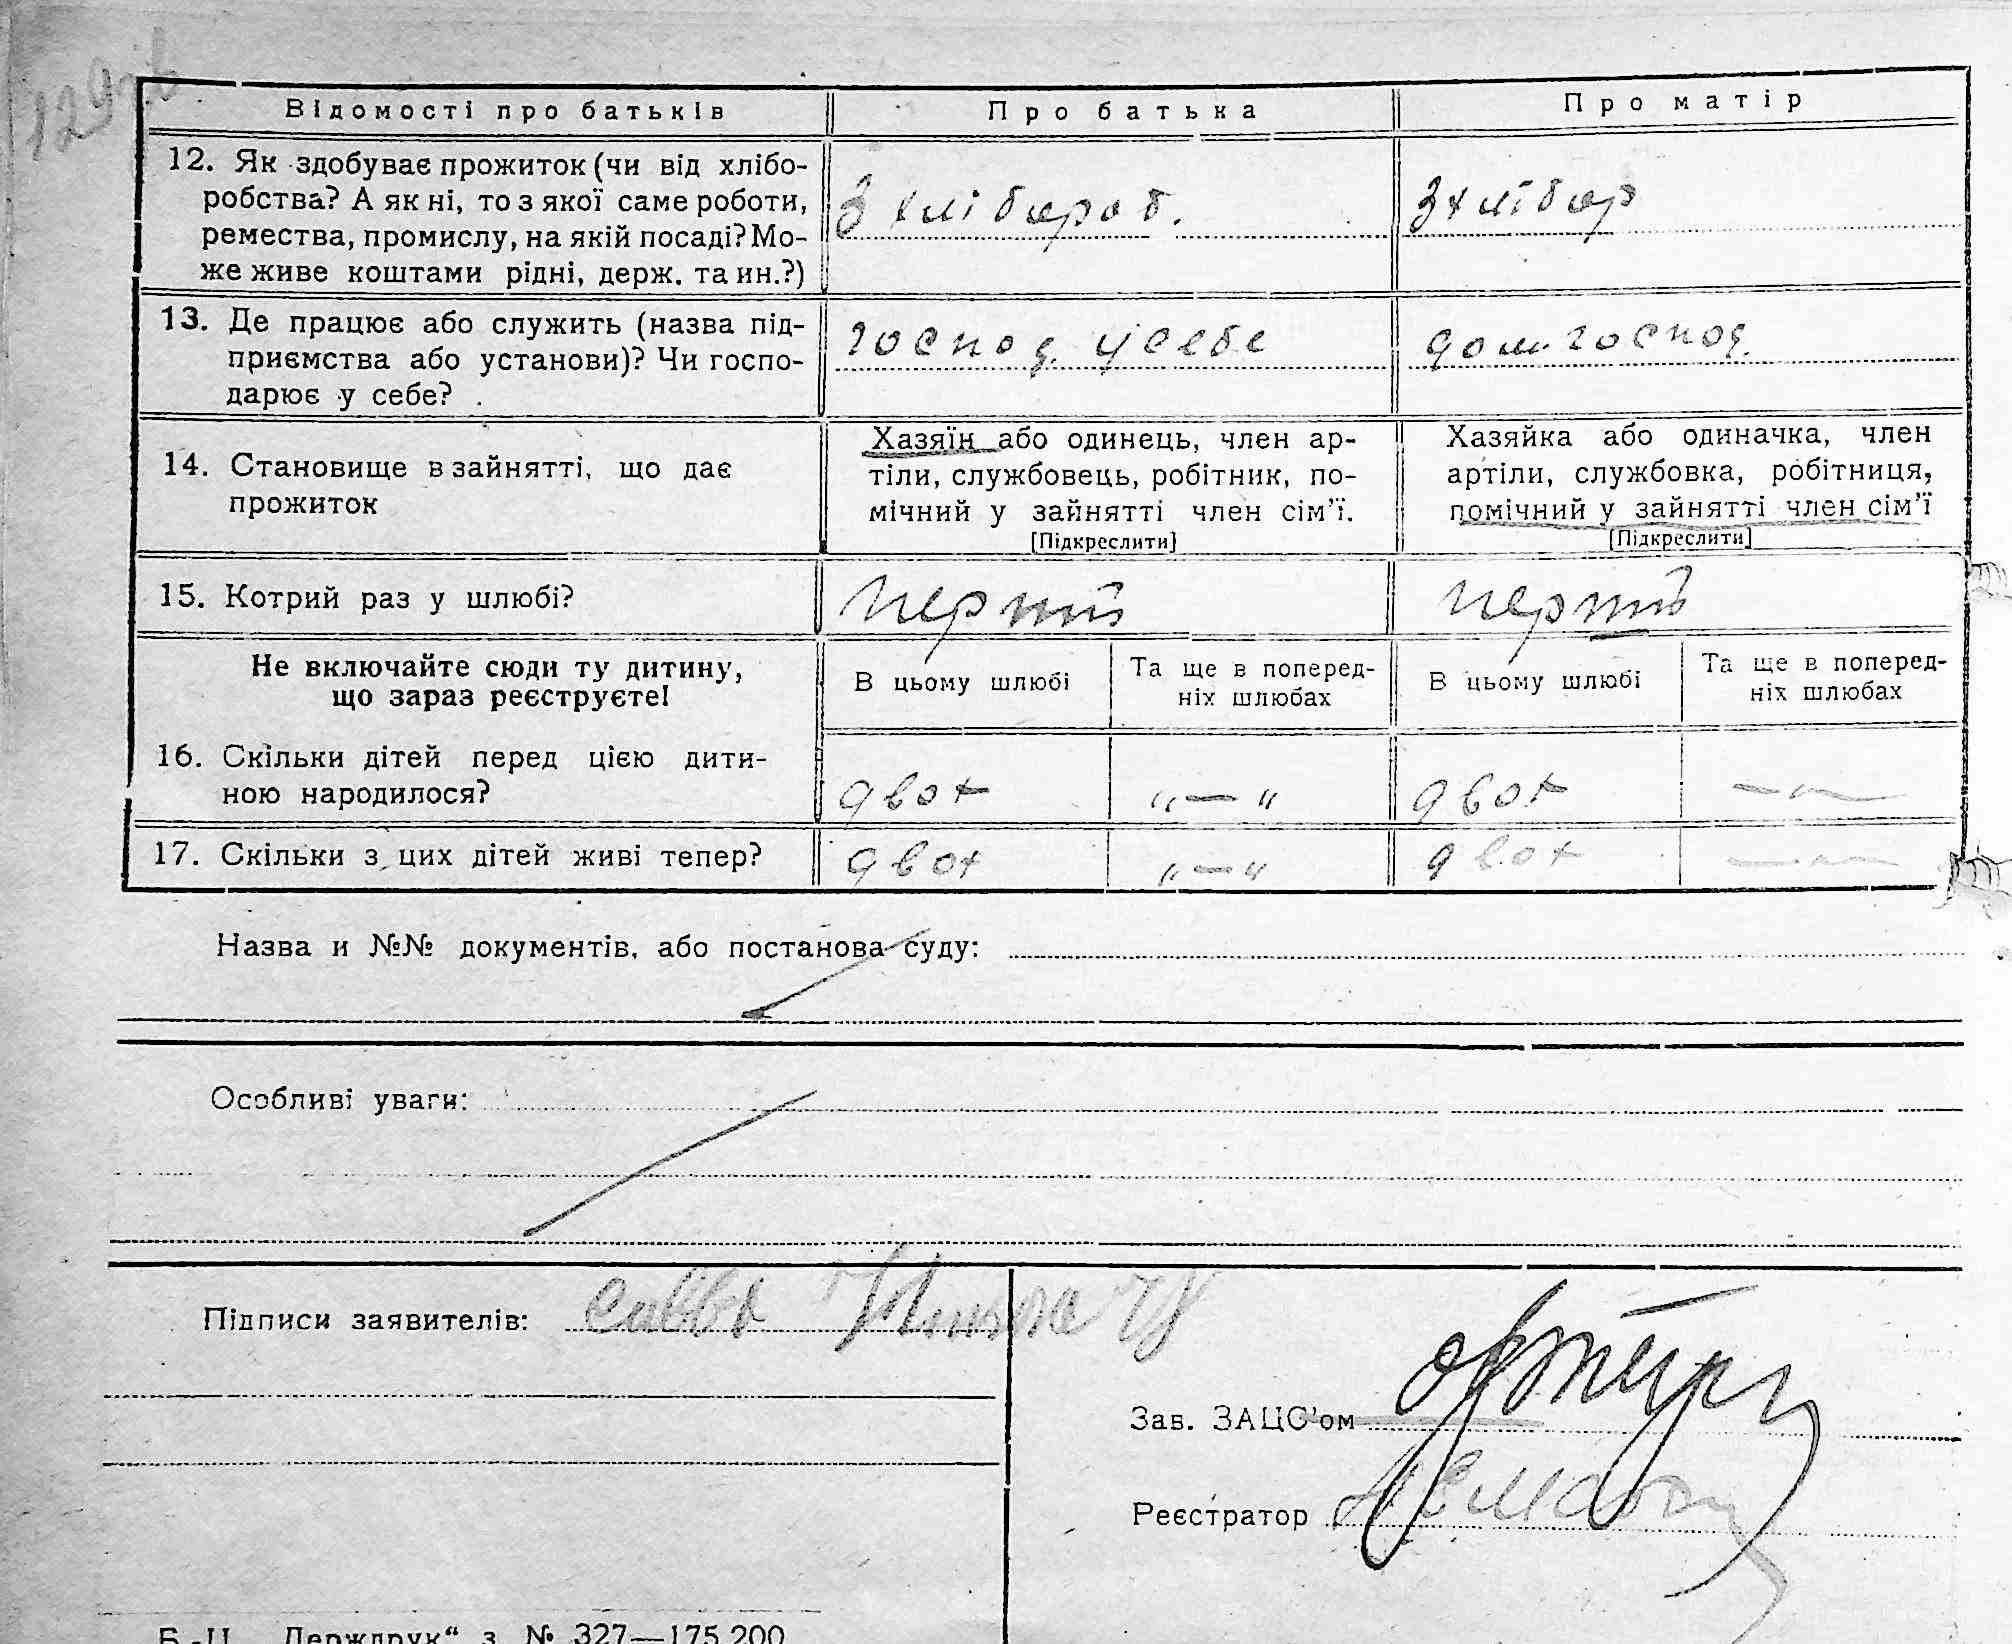 Відомості про батьків Про батька Про матір
12. Як здобуває прожиток (чи від хлібо-
робства? А як ні, то з якої саме роботи,
ремества, промислу, на якій посаді? Мо-
же живе коштами рідні, держ. та ин.?)
З хлібороб.
З хлібор
13. Де працює або служить (назва під-
приємства або установи)? Чи госпо-
дарює у себе?
Господ. у себе
дом. господ.
14. Становище в зайнятті, що дає
прожиток
Хазяїн або одинець, член ар-
тіли, службовець, робітник, по-
мічний у зайнятті член сім'ї.
[Підкреслити]
Хазяйка або одиначка, член
артіли, службовка, робітниця,
помічний у зайнятті член сім'ї
[Підкреслити]
15. Котрий раз у шлюбі?
Не включайте сюди ту дитину,
що зараз реєструєте!
В цьому шлюбі
Та ще в поперед-
ніх шлюбах
В цьому шлюбі
Та ще в поперед-
ніх шлюбах
16. Скільки дітей перед цією дити-
ною народилося?
двох „—“ двох —„—
17. Скільки з цих дітей живі тепер?
двох „—“ двох —„—
Назва и №№ документів, або постанова суду:
Особливі уваги:
Підписи заявителів: Савва
Зав. ЗАЦС'ом
Реєстратор
Б.-Ц. „Держдрук“ з. № 327—175.200